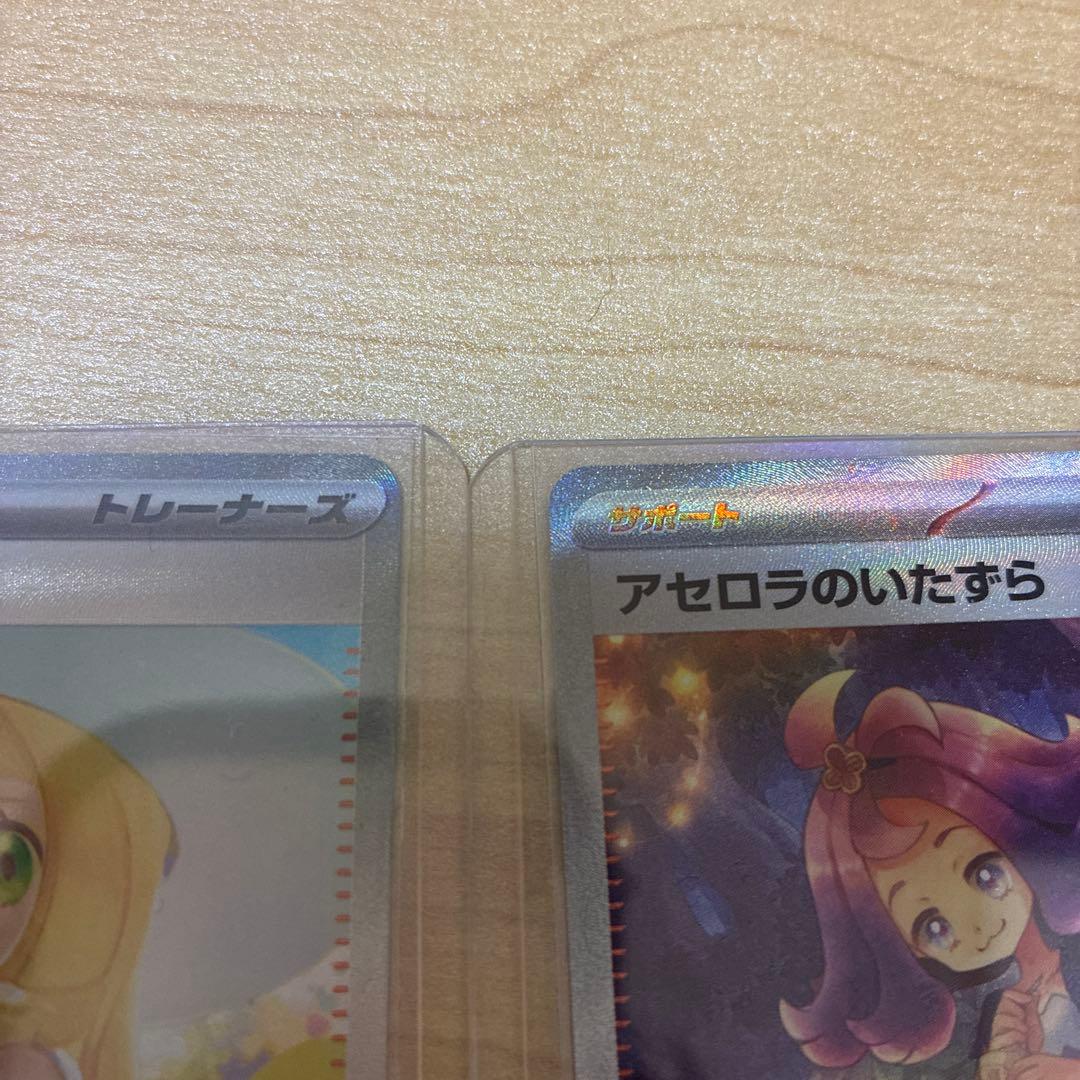 トレーナーズ
サポート
アセロラのいたずら